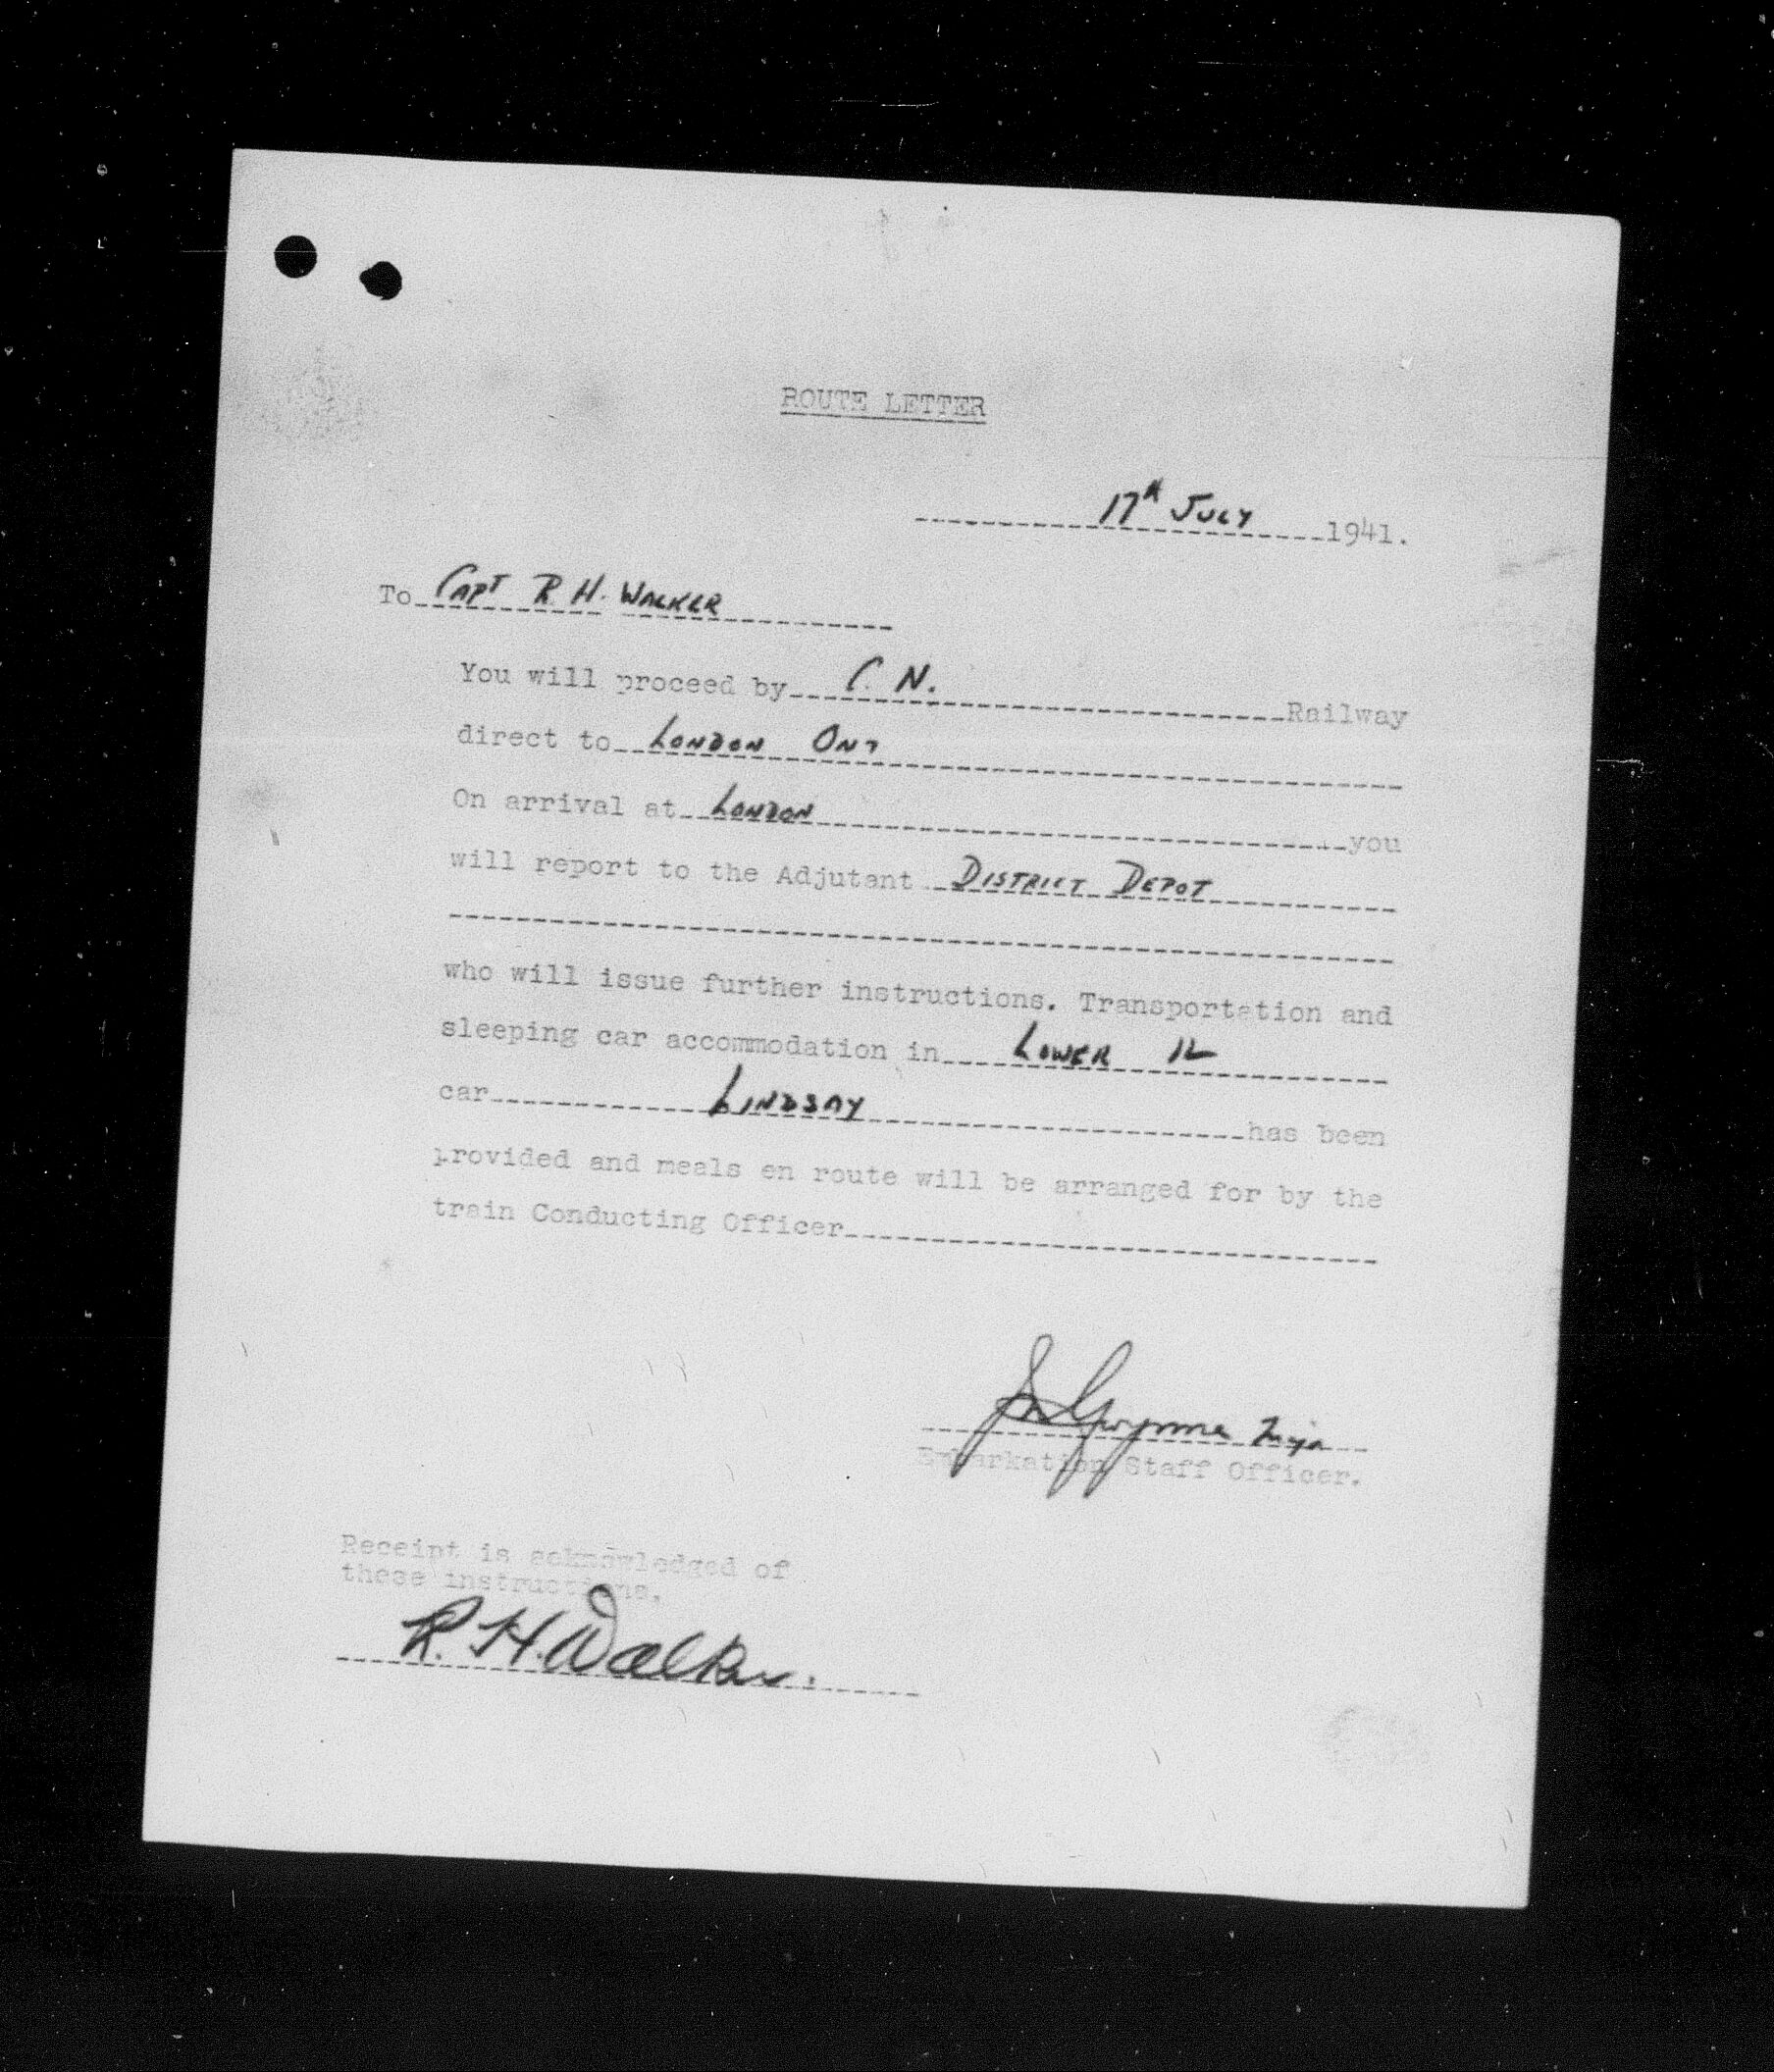 ROUTE LETTER
17th July 1941.
To Capt R H. Walker
You will proceed by C. N. Railway
direct to London Ont
On arrival at London you
will report to the Adjutant District Depot
who will issue further instructions. Transportation and
sleeping car accommodation in Lower 12
car Lindsay has been
provided and meals en route will be arranged for by the
train Conducting Officer
Gwynne Major
Embarkation Staff Officer.
Receipt is acknowledged of
these instructions.
R. H. Walker.